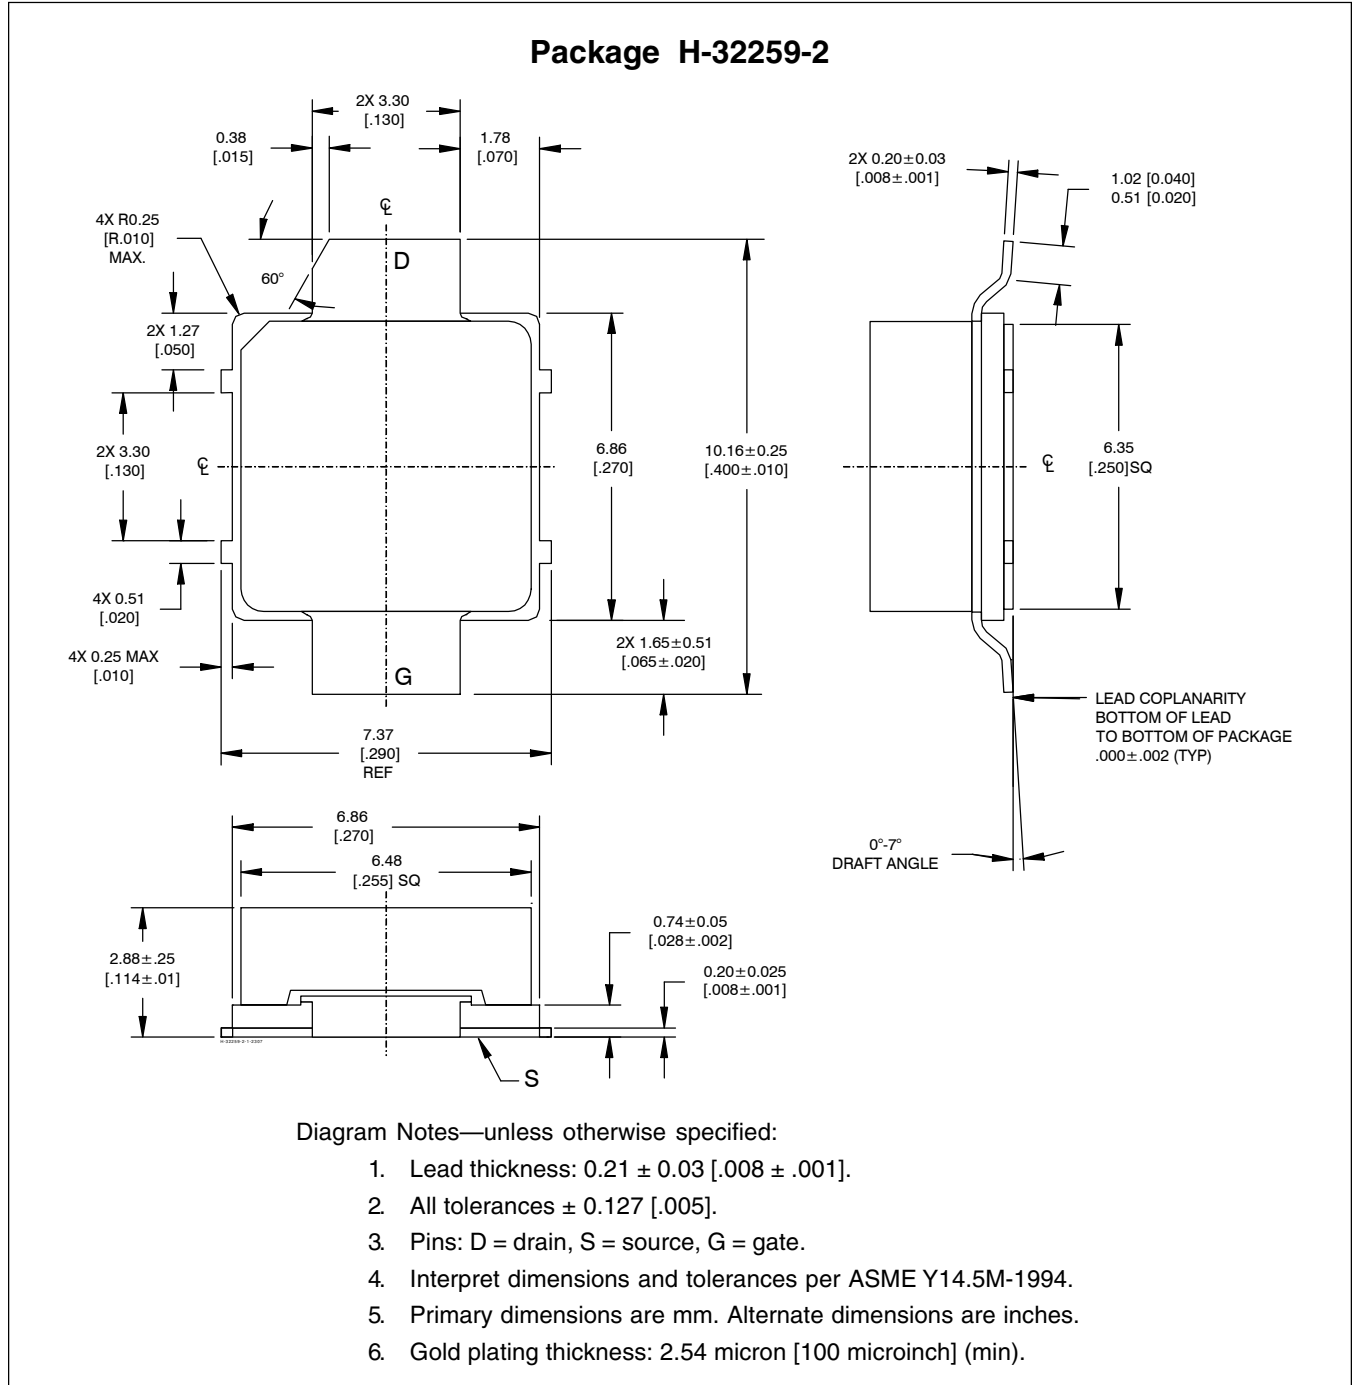 Package H-32259-2
2X 3.30
[.130]
0.38
[.015]
1.78
[.070]
2X 0.20±0.03
[.008±.001]
1.02 [0.040]
0.51 [0.020]
4X R0.25
[R.010]
MAX.
℄
D
60°
2X 1.27
[.050]
2X 3.30
[.130]
℄
6.86
[.270]
10.16±0.25
[.400±.010]
℄
6.35
[.250]SQ
4X 0.51
[.020]
4X 0.25 MAX
[.010]
G
2X 1.65±0.51
[.065±.020]
LEAD COPLANARITY
BOTTOM OF LEAD
TO BOTTOM OF PACKAGE
.000±.002 (TYP)
7.37
[.290]
REF
0°-7°
DRAFT ANGLE
6.86
[.270]
6.48
[.255] SQ
2.88±.25
[.114±.01]
0.74±0.05
[.028±.002]
0.20±0.025
[.008±.001]
H-32259-2-1-2307
S
Diagram Notes—unless otherwise specified:
1. Lead thickness: 0.21 ± 0.03 [.008 ± .001].
2. All tolerances ± 0.127 [.005].
3. Pins: D = drain, S = source, G = gate.
4. Interpret dimensions and tolerances per ASME Y14.5M-1994.
5. Primary dimensions are mm. Alternate dimensions are inches.
6. Gold plating thickness: 2.54 micron [100 microinch] (min).